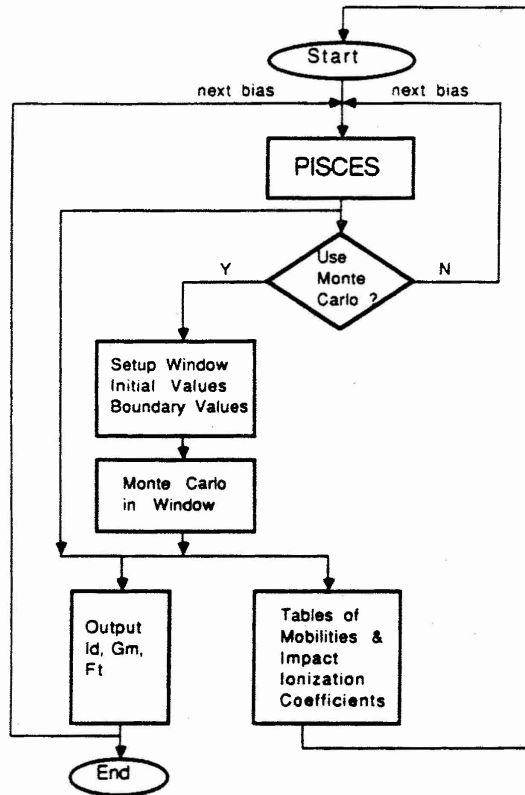 Start
next bias
next bias
PISCES
Use
Monte
Carlo ?
Y
N
Setup Window
Initial Values
Boundary Values
Monte Carlo
in Window
Output
Id, Gm,
Ft
Tables of
Mobilities &
Impact
Ionization
Coefficients
End